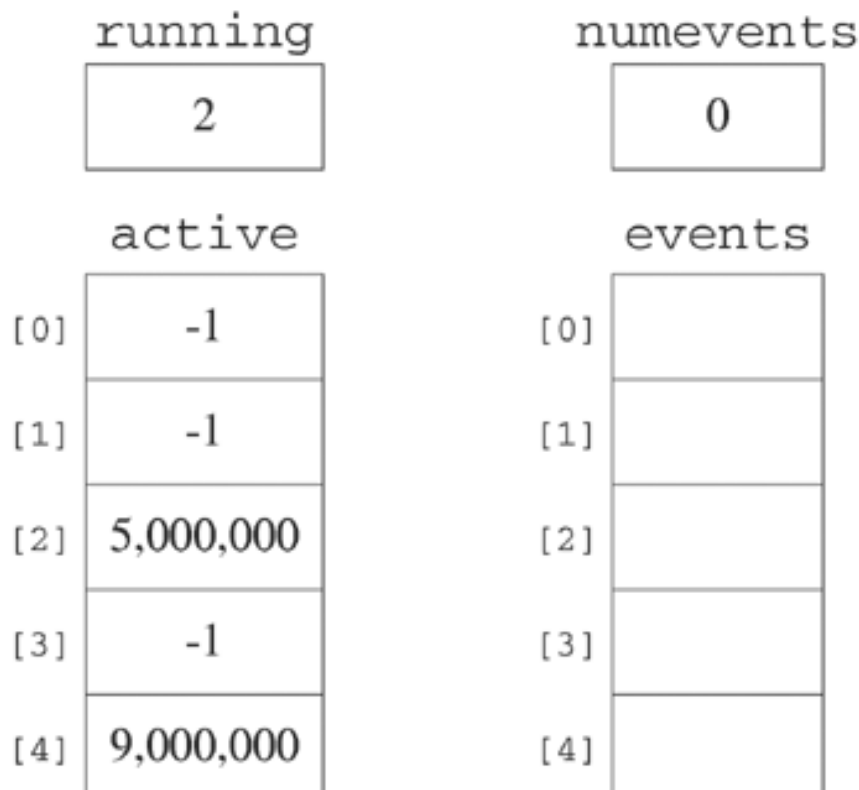 running numevents
2 0
active events
[0] -1 [0]
[1] -1 [1]
[2] 5,000,000 [2]
[3] -1 [3]
[4] 9,000,000 [4]